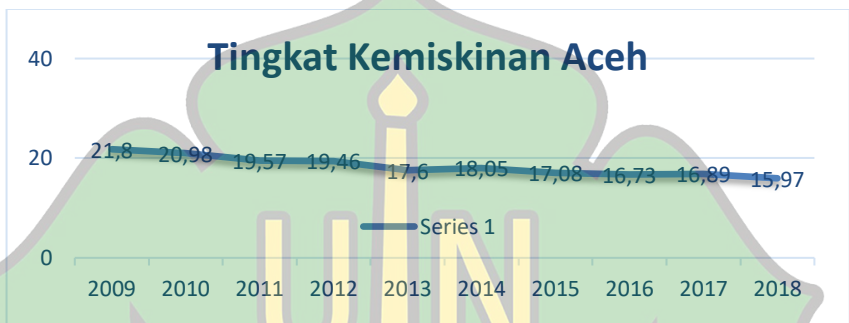 Tingkat Kemiskinan Aceh
40
20
0
21,8 20,98 19,57 19,46 17,6 18,05 17,08 16,73 16,89 15,97
Series 1
2009 2010 2011 2012 2013 2014 2015 2016 2017 2018
UIN